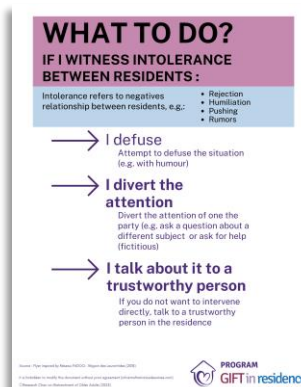 WHAT TO DO?
IF I WITNESS INTOLERANCE
BETWEEN RESIDENTS :
Intolerance refers to negatives
relationship between residents, e.g,:
• Rejection
• Humiliation
• Pushing
• Rumors
I defuse
Attempt to defuse the situation
(e.g. with humour)
I divert the
attention
Divert the attention of one the
party (e.g. ask a question about a
different subject or ask for help
(fictitious)
I talk about it to a
trustworthy person
If you do not want to intervene
directly, talk to a trustworthy
person in the residence
PROGRAM
GIFT in residenc